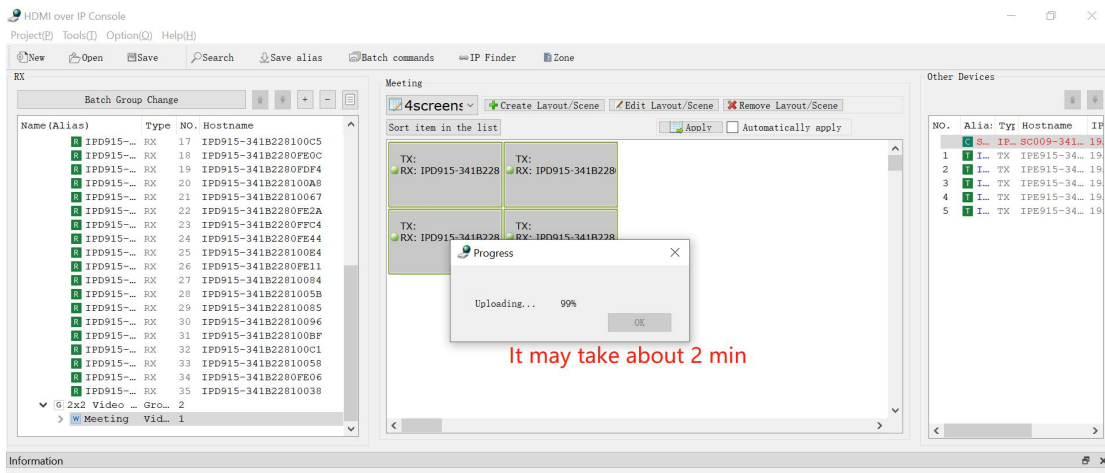 HDMI over IP Console
Project(P) Tools(T) Option(O) Help(H)
New Open Save Search Save alias Batch commands IP Finder Zone
RX
Batch Group Change
Name(Alias) Type NO. Hostname
R IPD915-... RX 17 IPD915-341B228100C5
R IPD915-... RX 18 IPD915-341B2280FE0C
R IPD915-... RX 19 IPD915-341B2280FDF4
R IPD915-... RX 20 IPD915-341B228100A8
R IPD915-... RX 21 IPD915-341B22810067
R IPD915-... RX 22 IPD915-341B2280FE2A
R IPD915-... RX 23 IPD915-341B2280FFC4
R IPD915-... RX 24 IPD915-341B2280FE44
R IPD915-... RX 25 IPD915-341B228100E4
R IPD915-... RX 26 IPD915-341B2280FE11
R IPD915-... RX 27 IPD915-341B22810084
R IPD915-... RX 28 IPD915-341B2281005B
R IPD915-... RX 29 IPD915-341B22810085
R IPD915-... RX 30 IPD915-341B22810096
R IPD915-... RX 31 IPD915-341B228100BF
R IPD915-... RX 32 IPD915-341B228100C1
R IPD915-... RX 33 IPD915-341B22810058
R IPD915-... RX 34 IPD915-341B2280FE06
R IPD915-... RX 35 IPD915-341B22810038
G 2x2 Video ... Gro... 2
W Meeting Vid... 1
Meeting
4screens Create Layout/Scene Edit Layout/Scene Remove Layout/Scene
Sort item in the list Apply Automatically apply
TX: TX:
RX: IPD915-341B228 RX: IPD915-341B228
TX: TX:
RX: IPD915-341B228 RX: IPD915-341B228
Progress
Uploading... 99%
OK
It may take about 2 min
Other Devices
NO. Alia: Typ Hostname IP
C S... IP... SC009-341... 19.
1 T I... TX IPE915-34... 19.
2 T I... TX IPE915-34... 19.
3 T I... TX IPE915-34... 19.
4 T I... TX IPE915-34... 19.
5 T I... TX IPE915-34... 19.
Information